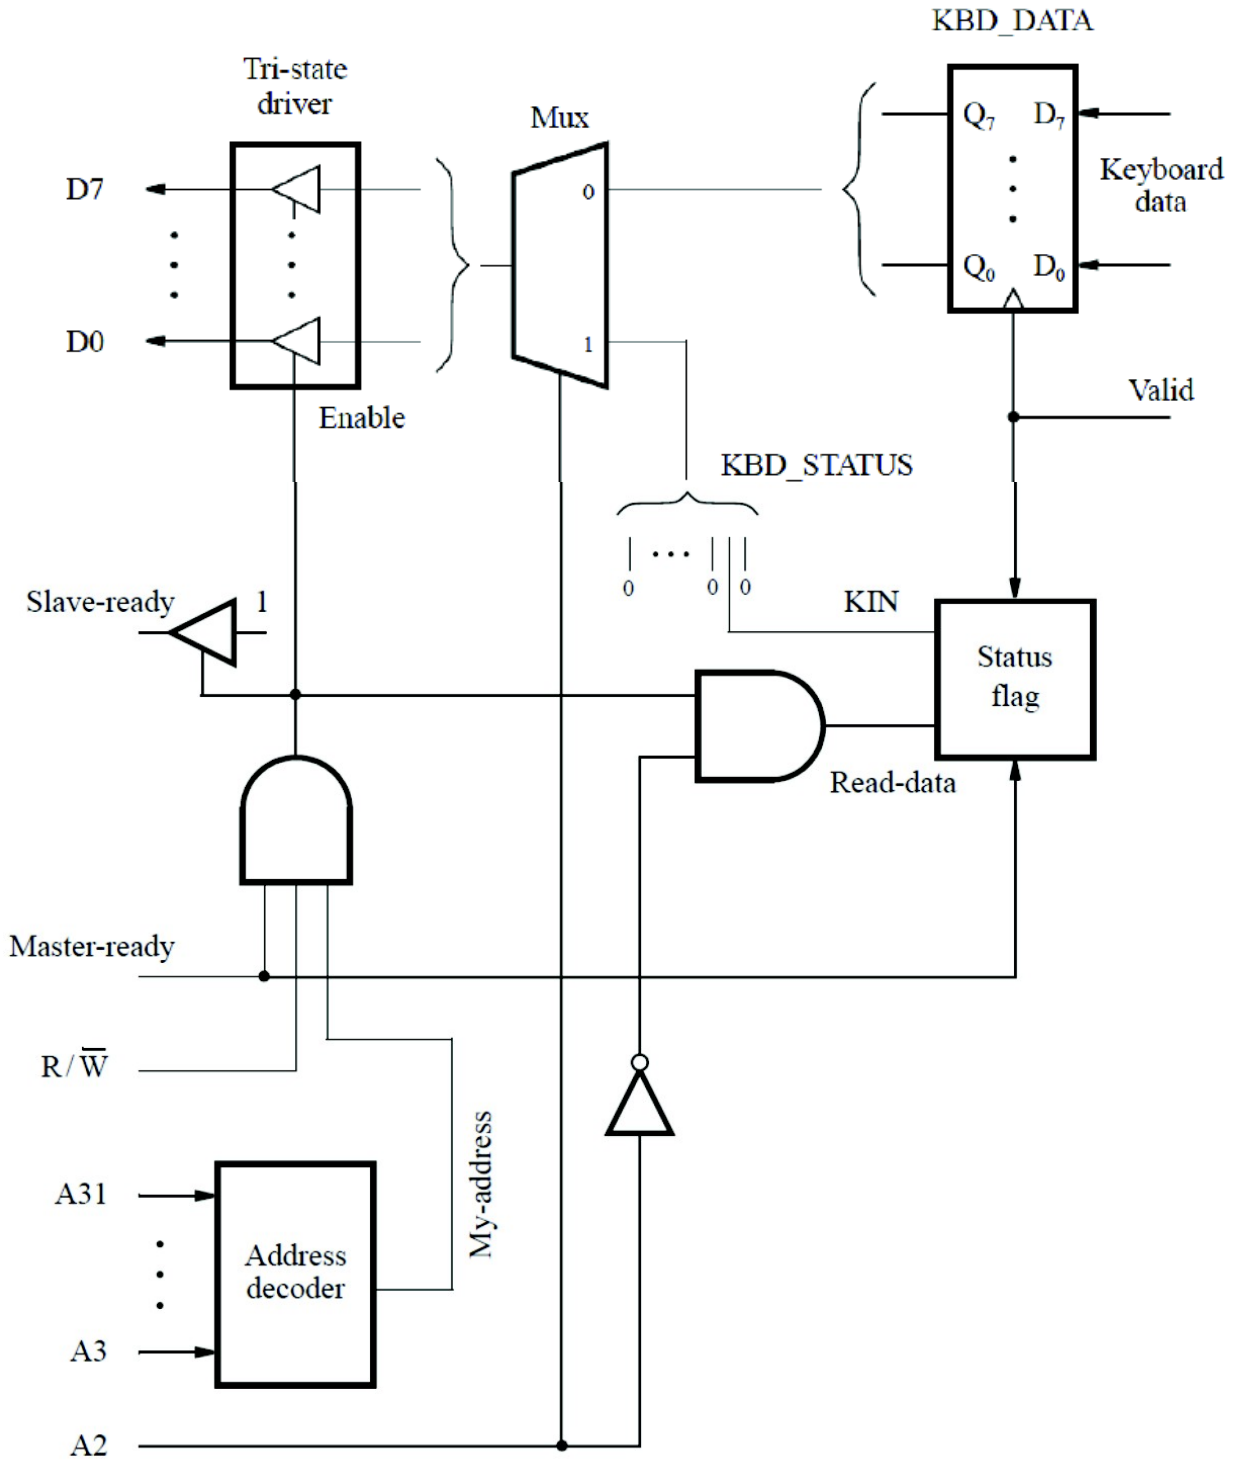 KBD_DATA
Tri-state
driver
Mux
Q7 D7
D7
0
Keyboard
data
Q0 D0
D0
1
Valid
Enable
KBD_STATUS
0 0 0
Slave-ready 1
KIN
Status
flag
Read-data
Master-ready
R/W̅
My-address
A31
Address
decoder
A3
A2